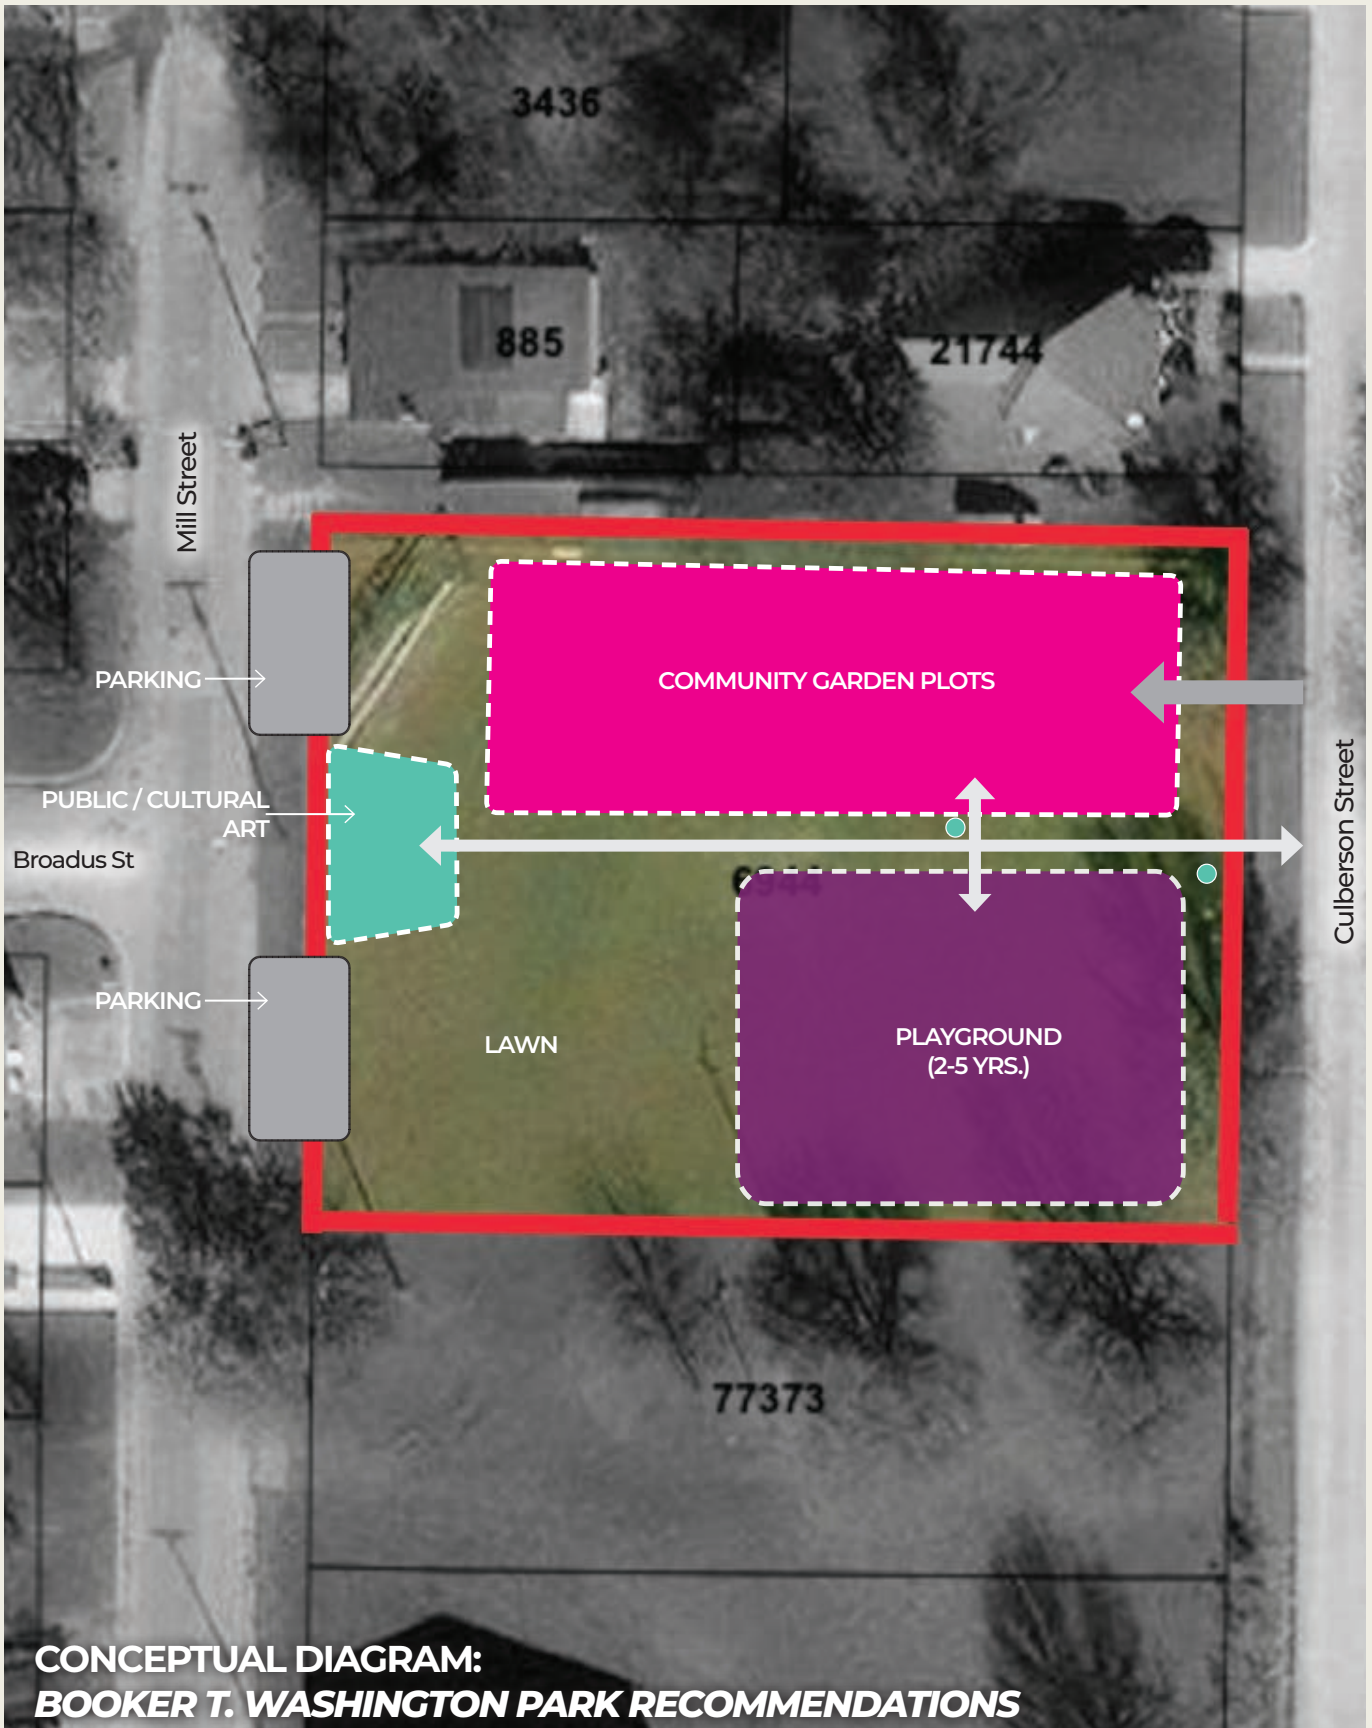 3436
885
21744
Mill Street
PARKING
COMMUNITY GARDEN PLOTS
PUBLIC / CULTURAL
ART
Broadus St
Culberson Street
6944
PARKING
LAWN
PLAYGROUND
(2-5 YRS.)
77373
CONCEPTUAL DIAGRAM:
BOOKER T. WASHINGTON PARK RECOMMENDATIONS